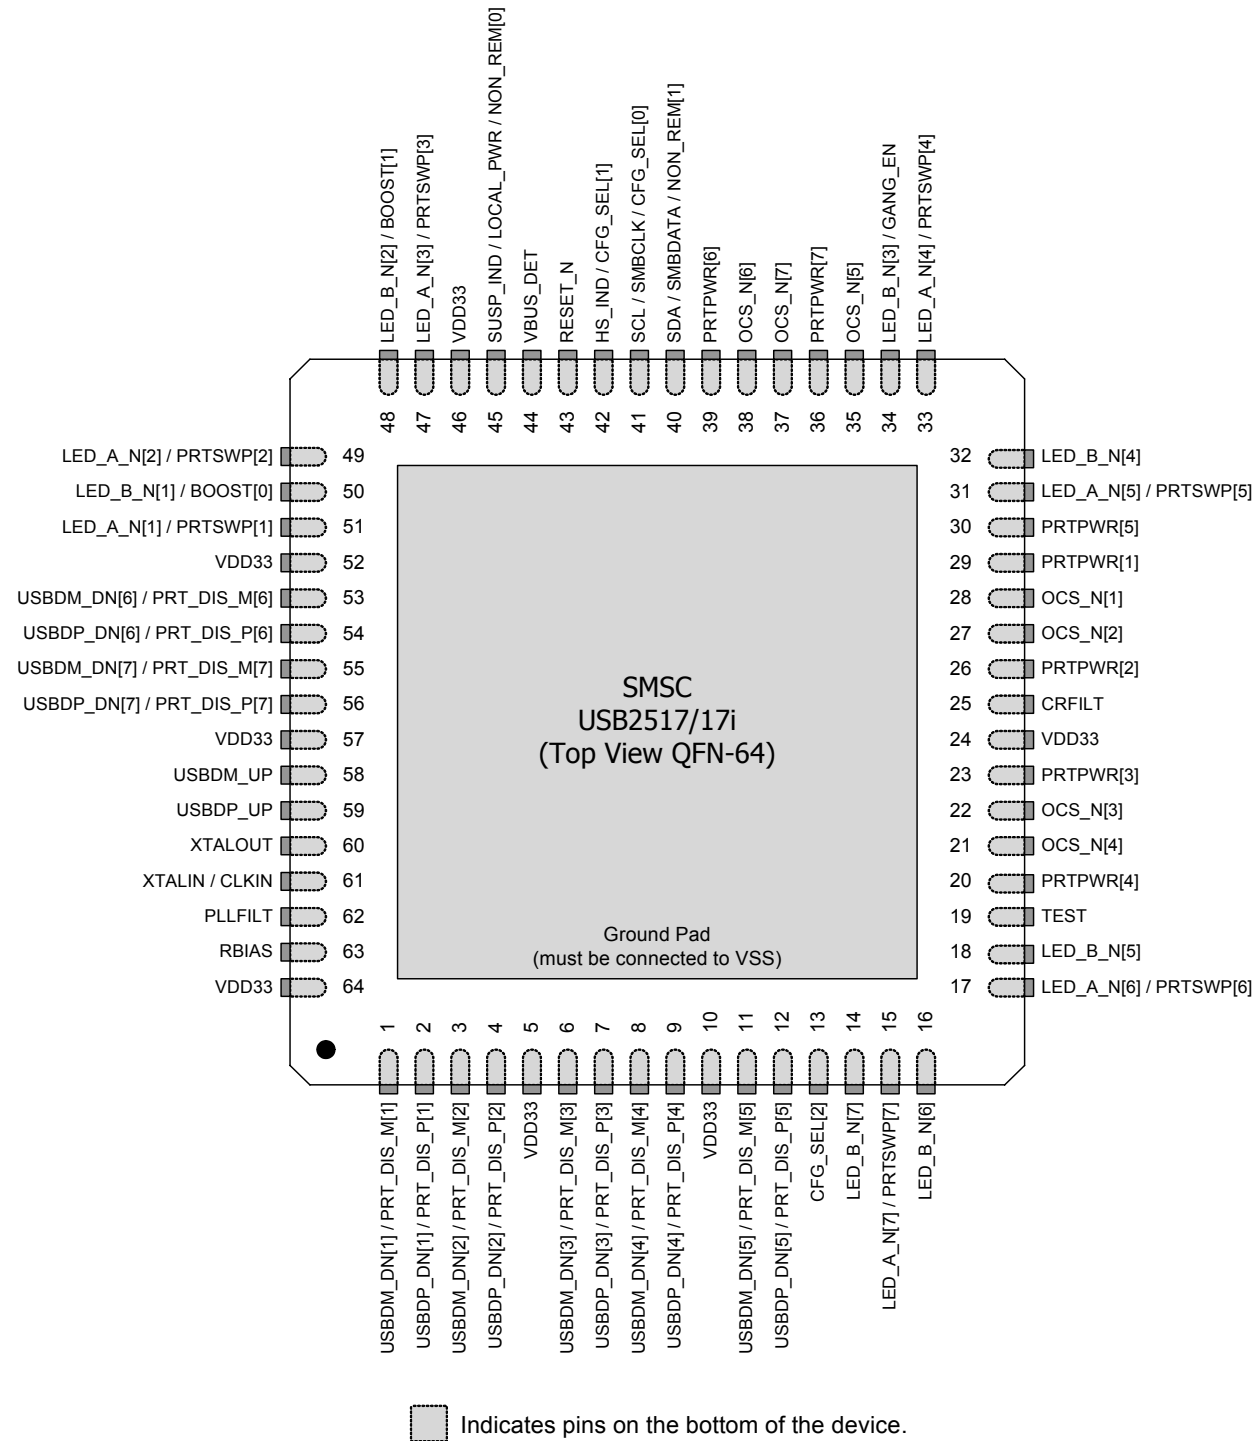 LED_B_N[2] / BOOST[1]
LED_A_N[3] / PRTSWP[3]
VDD33
SUSP_IND / LOCAL_PWR / NON_REM[0]
VBUS_DET
RESET_N
HS_IND / CFG_SEL[1]
SCL / SMBCLK / CFG_SEL[0]
SDA / SMBDATA / NON_REM[1]
PRTPWR[6]
OCS_N[6]
OCS_N[7]
PRTPWR[7]
OCS_N[5]
LED_B_N[3] / GANG_EN
LED_A_N[4] / PRTSWP[4]
48
47
46
45
44
43
42
41
40
39
38
37
36
35
34
33
LED_A_N[2] / PRTSWP[2] 49
LED_B_N[1] / BOOST[0] 50
LED_A_N[1] / PRTSWP[1] 51
VDD33 52
USBDM_DN[6] / PRT_DIS_M[6] 53
USBDP_DN[6] / PRT_DIS_P[6] 54
USBDM_DN[7] / PRT_DIS_M[7] 55
USBDP_DN[7] / PRT_DIS_P[7] 56
VDD33 57
USBDM_UP 58
USBDP_UP 59
XTALOUT 60
XTALIN / CLKIN 61
PLLFILT 62
RBIAS 63
VDD33 64
SMSC
USB2517/17i
(Top View QFN-64)
Ground Pad
(must be connected to VSS)
32 LED_B_N[4]
31 LED_A_N[5] / PRTSWP[5]
30 PRTPWR[5]
29 PRTPWR[1]
28 OCS_N[1]
27 OCS_N[2]
26 PRTPWR[2]
25 CRFILT
24 VDD33
23 PRTPWR[3]
22 OCS_N[3]
21 OCS_N[4]
20 PRTPWR[4]
19 TEST
18 LED_B_N[5]
17 LED_A_N[6] / PRTSWP[6]
1
2
3
4
5
6
7
8
9
10
11
12
13
14
15
16
USBDM_DN[1] / PRT_DIS_M[1]
USBDP_DN[1] / PRT_DIS_P[1]
USBDM_DN[2] / PRT_DIS_M[2]
USBDP_DN[2] / PRT_DIS_P[2]
VDD33
USBDM_DN[3] / PRT_DIS_M[3]
USBDP_DN[3] / PRT_DIS_P[3]
USBDM_DN[4] / PRT_DIS_M[4]
USBDP_DN[4] / PRT_DIS_P[4]
VDD33
USBDM_DN[5] / PRT_DIS_M[5]
USBDP_DN[5] / PRT_DIS_P[5]
CFG_SEL[2]
LED_B_N[7]
LED_A_N[7] / PRTSWP[7]
LED_B_N[6]
Indicates pins on the bottom of the device.